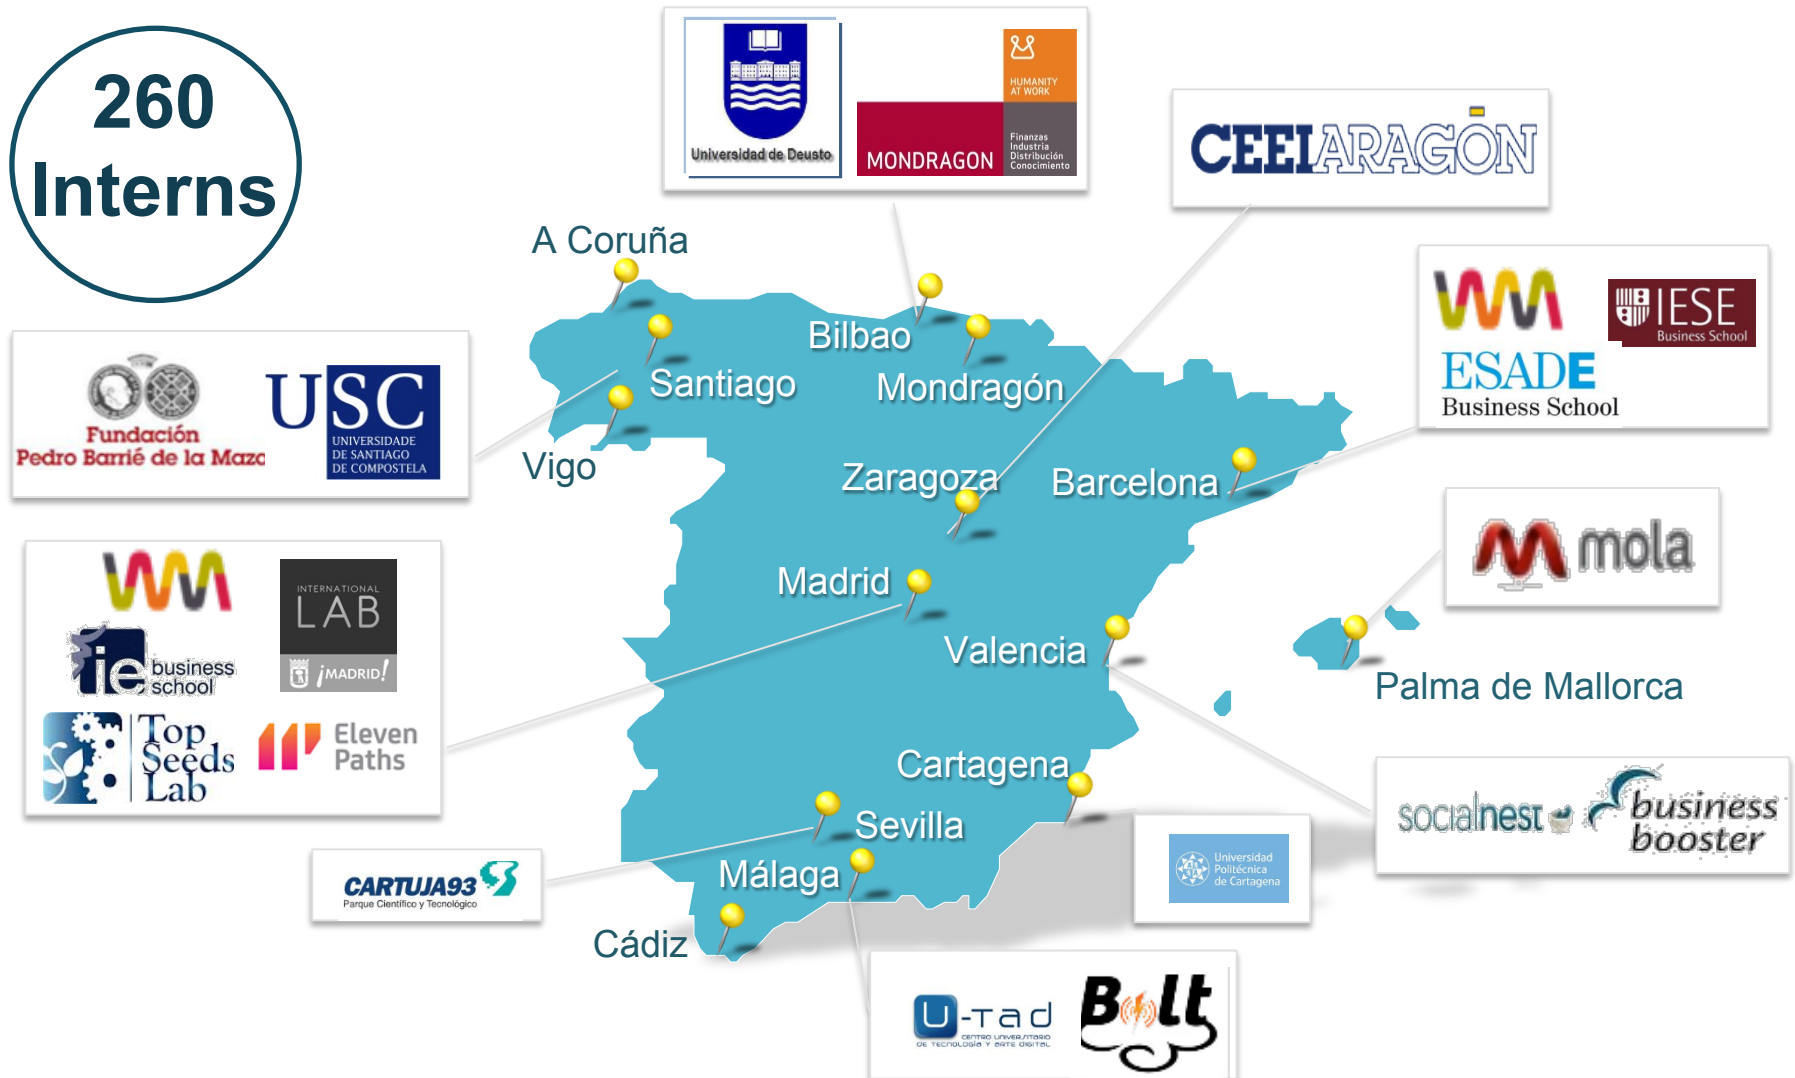 260
Interns
Universidad de Deusto
MONDRAGON
HUMANITY
AT WORK
Finanzas
Industria
Distribución
Conocimiento
CEEIARAGÓN
A Coruña
Bilbao
Santiago
Mondragón
Vigo
Zaragoza
Barcelona
Madrid
Valencia
Palma de Mallorca
Cartagena
Sevilla
Málaga
Cádiz
IESE
Business School
ESADE
Business School
Fundación
Pedro Barrié de la Maza
USC
UNIVERSIDADE
DE SANTIAGO
DE COMPOSTELA
mola
INTERNATIONAL
LAB
¡MADRID!
ie business
school
Top
Seeds
Lab
Eleven
Paths
socialnest
business
booster
CARTUJA93
Parque Científico y Tecnológico
Universidad
Politécnica
de Cartagena
U-tad
CENTRO UNIVERSITARIO
DE TECNOLOGÍA Y ARTE DIGITAL
Bolt